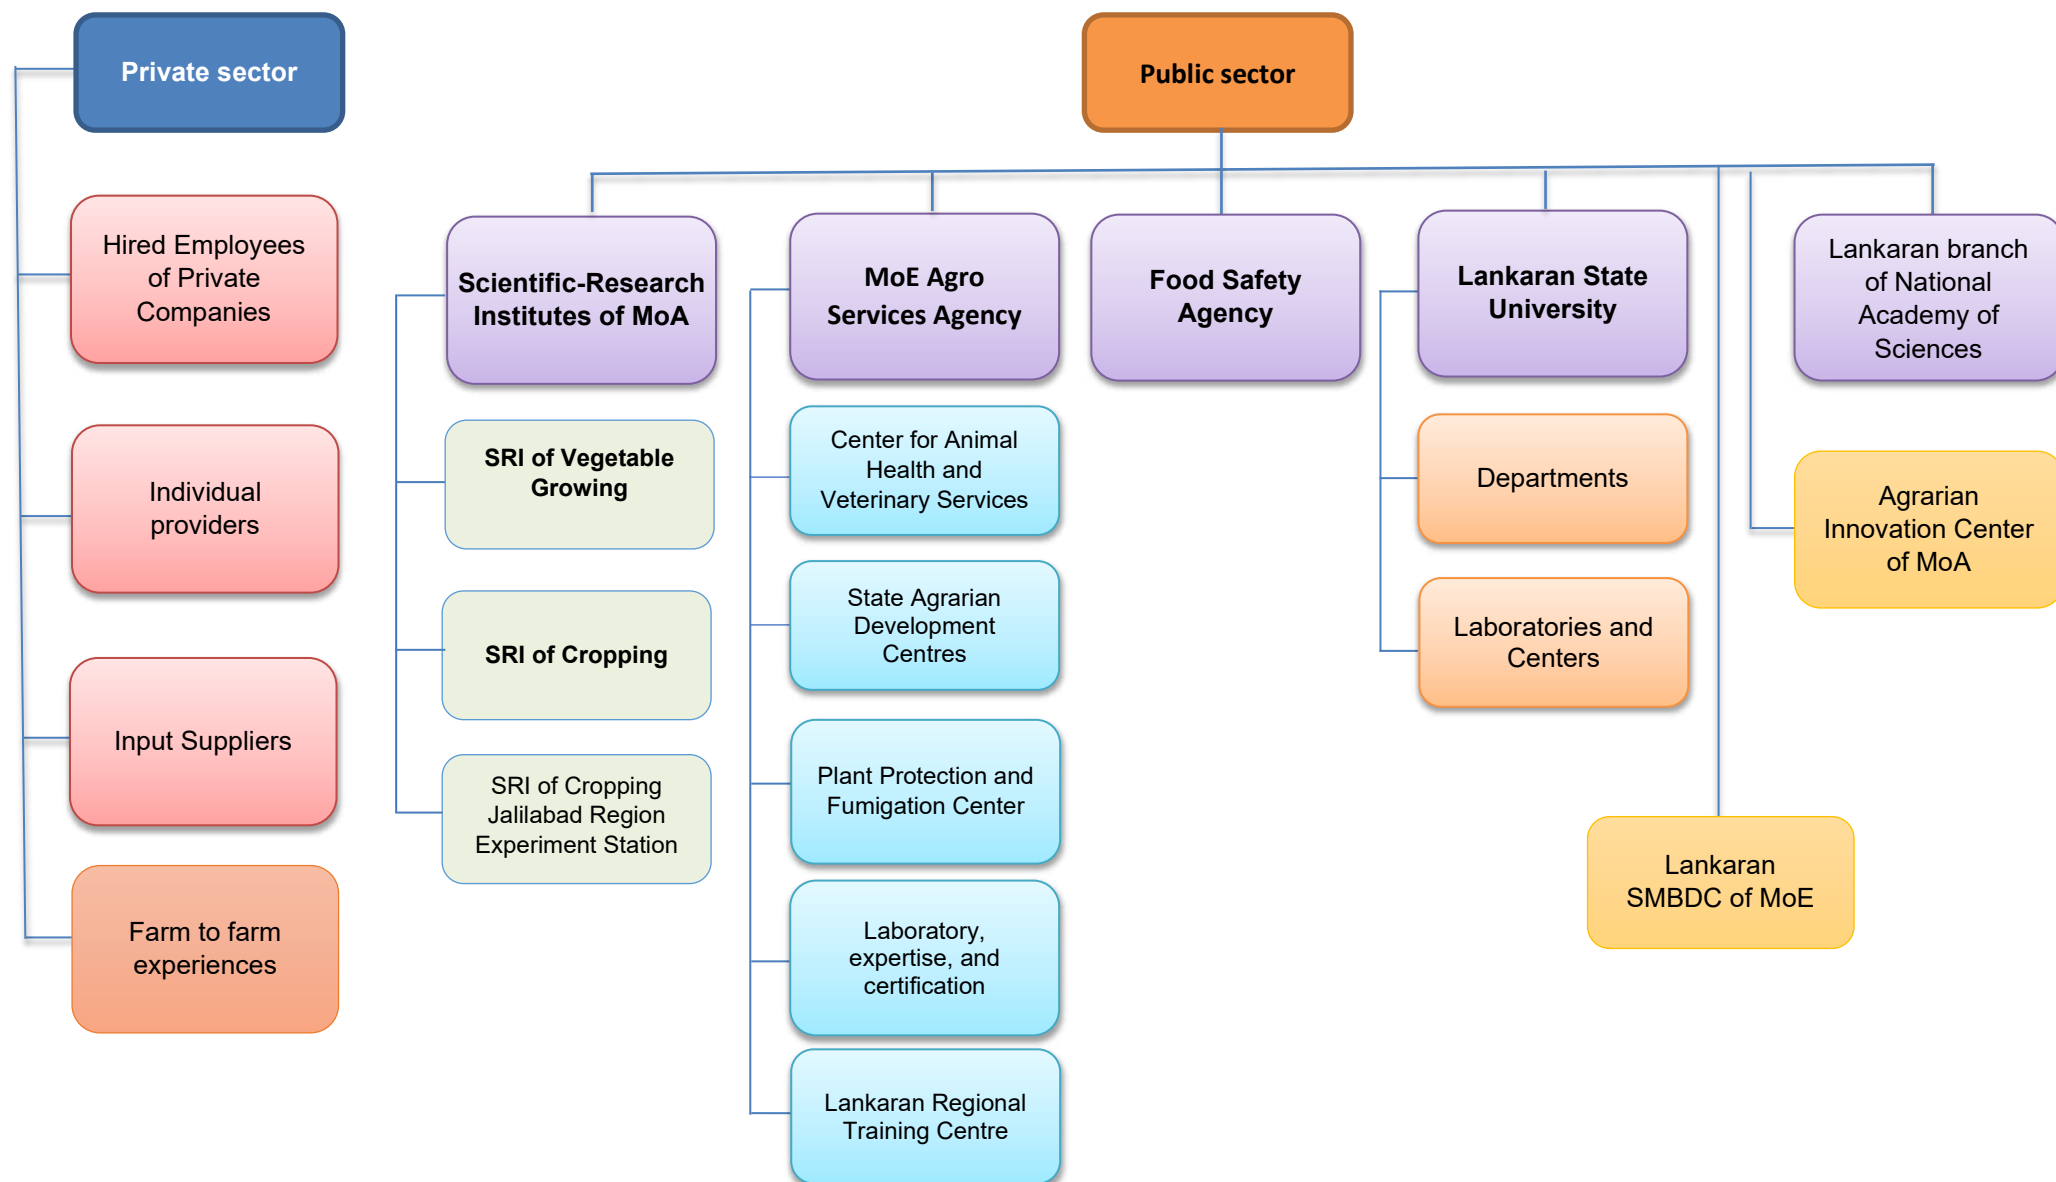 Private sector
Public sector
Hired Employees
of Private
Companies
Individual
providers
Input Suppliers
Farm to farm
experiences
Scientific-Research
Institutes of MoA
SRI of Vegetable
Growing
SRI of Cropping
SRI of Cropping
Jalilabad Region
Experiment Station
MoE Agro
Services Agency
Center for Animal
Health and
Veterinary Services
State Agrarian
Development
Centres
Plant Protection and
Fumigation Center
Laboratory,
expertise, and
certification
Lankaran Regional
Training Centre
Food Safety
Agency
Lankaran State
University
Departments
Laboratories and
Centers
Lankaran
SMBDC of MoE
Lankaran branch
of National
Academy of
Sciences
Agrarian
Innovation Center
of MoA